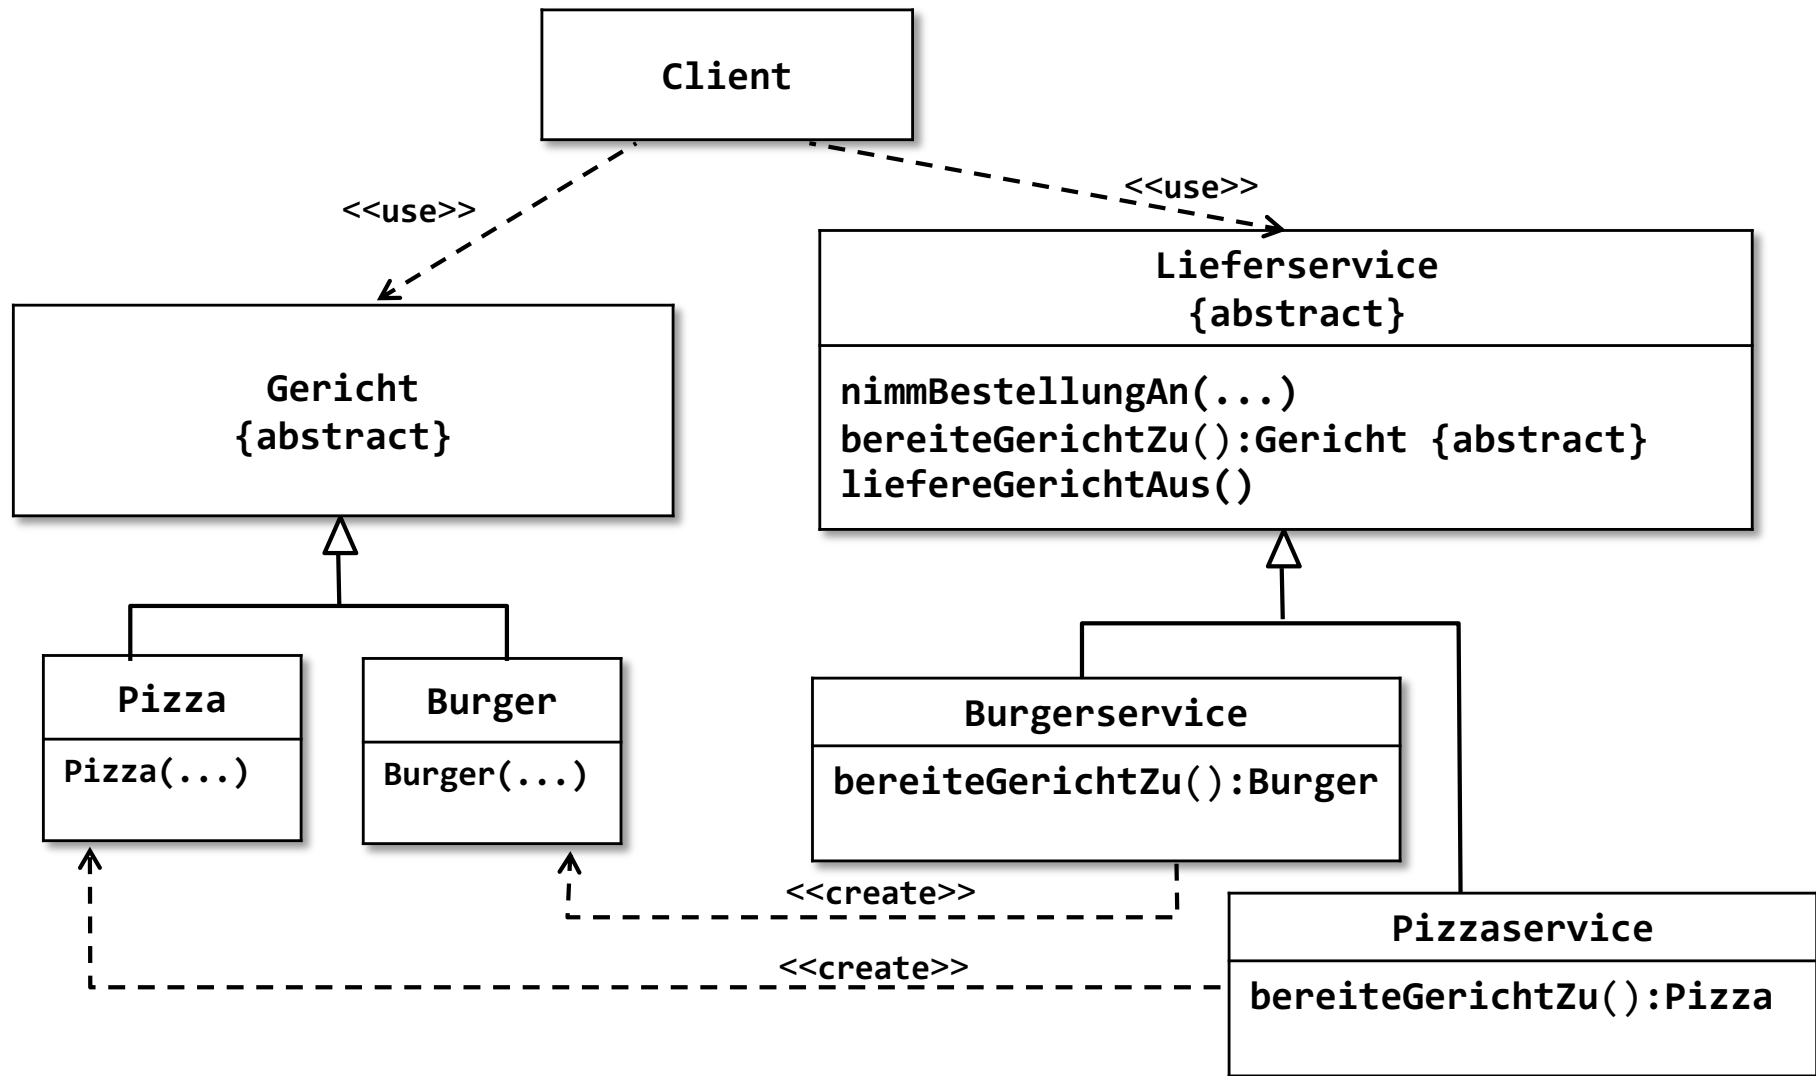 Client
<<use>>
<<use>>
Lieferservice
{abstract}
nimmBestellungAn(...)
bereiteGerichtZu():Gericht {abstract}
liefereGerichtAus()
Gericht
{abstract}
Pizza
Pizza(...)
Burger
Burger(...)
Burgerservice
bereiteGerichtZu():Burger
<<create>>
Pizzaservice
bereiteGerichtZu():Pizza
<<create>>